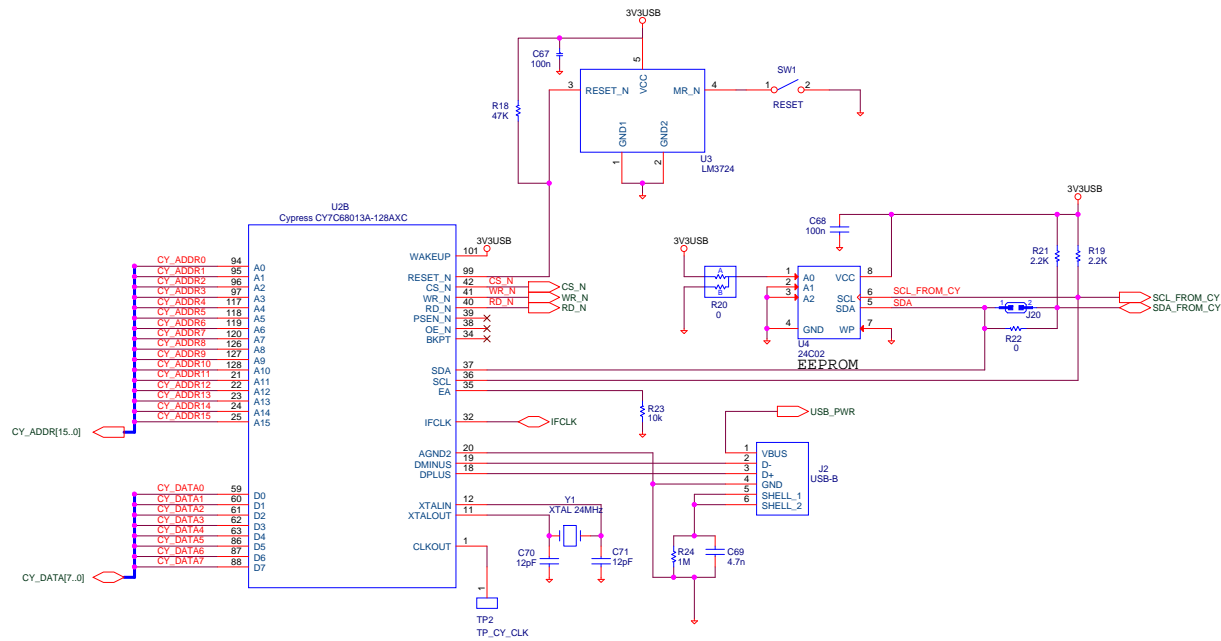 3V3USB
C67
100n
5
VCC
3
RESET_N
MR_N
4
SW1
1
2
RESET
R18
47K
GND1
GND2
1
2
U3
LM3724
U2B
Cypress CY7C68013A-128AXC
3V3USB
3V3USB
3V3USB
CY_ADDR0 94 A0
CY_ADDR1 95 A1
CY_ADDR2 96 A2
CY_ADDR3 97 A3
CY_ADDR4 117 A4
CY_ADDR5 118 A5
CY_ADDR6 119 A6
CY_ADDR7 120 A7
CY_ADDR8 126 A8
CY_ADDR9 127 A9
CY_ADDR10 128 A10
CY_ADDR11 21 A11
CY_ADDR12 22 A12
CY_ADDR13 23 A13
CY_ADDR14 24 A14
CY_ADDR15 25 A15
CY_ADDR[15..0]
CY_DATA0 59 D0
CY_DATA1 60 D1
CY_DATA2 61 D2
CY_DATA3 62 D3
CY_DATA4 63 D4
CY_DATA5 86 D5
CY_DATA6 87 D6
CY_DATA7 88 D7
CY_DATA[7..0]
WAKEUP 101
RESET_N 99
CS_N 42 CS_N CS_N
WR_N 41 WR_N WR_N
RD_N 40 RD_N RD_N
PSEN_N 39
OE_N 38
BKPT 34
SDA 37
SCL 36
EA 35
IFCLK 32 IFCLK
AGND2 20
DMINUS 19
DPLUS 18
XTALIN 12
XTALOUT 11
CLKOUT 1
R23
10k
Y1
XTAL 24MHz
C70
12pF
C71
12pF
1
TP2
TP_CY_CLK
A
B
R20
0
C68
100n
1 A0
2 A1
3 A2
4 GND
VCC 8
SCL 6
SDA 5
WP 7
U4
24C02
EEPROM
SCL_FROM_CY
SDA
R21
2.2K
R19
2.2K
1
2
J20
R22
0
SCL_FROM_CY
SDA_FROM_CY
USB_PWR
1 VBUS
2 D-
3 D+
4 GND
5 SHELL_1
6 SHELL_2
J2
USB-B
R24
1M
C69
4.7n